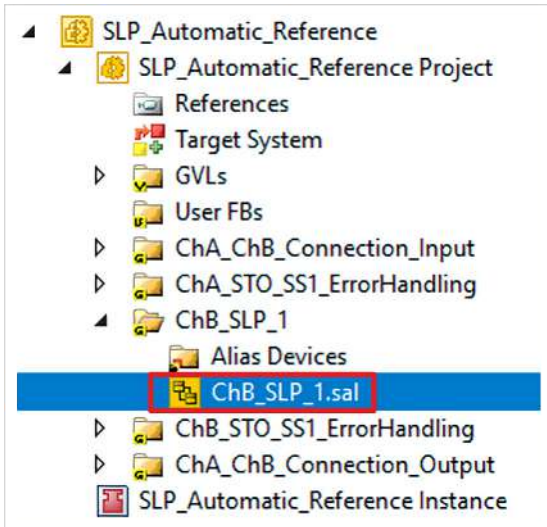 SLP_Automatic_Reference
SLP_Automatic_Reference Project
References
Target System
GVLs
User FBs
ChA_ChB_Connection_Input
ChA_STO_SS1_ErrorHandling
ChB_SLP_1
Alias Devices
ChB_SLP_1.sal
ChB_STO_SS1_ErrorHandling
ChA_ChB_Connection_Output
SLP_Automatic_Reference Instance